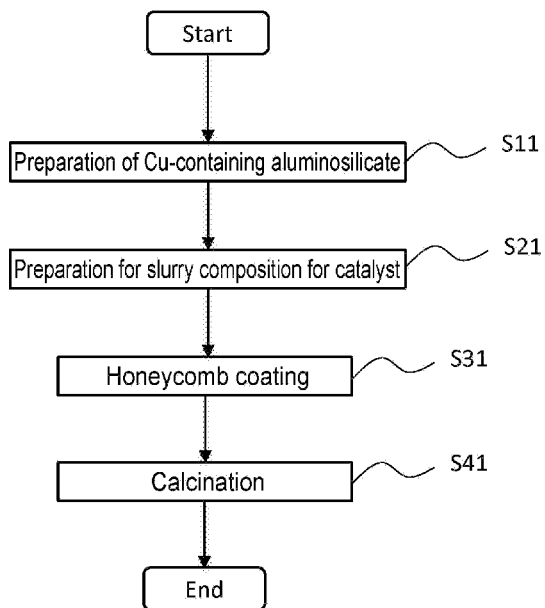 Start
Preparation of Cu-containing aluminosilicate
S11
Preparation for slurry composition for catalyst
S21
Honeycomb coating
S31
Calcination
S41
End